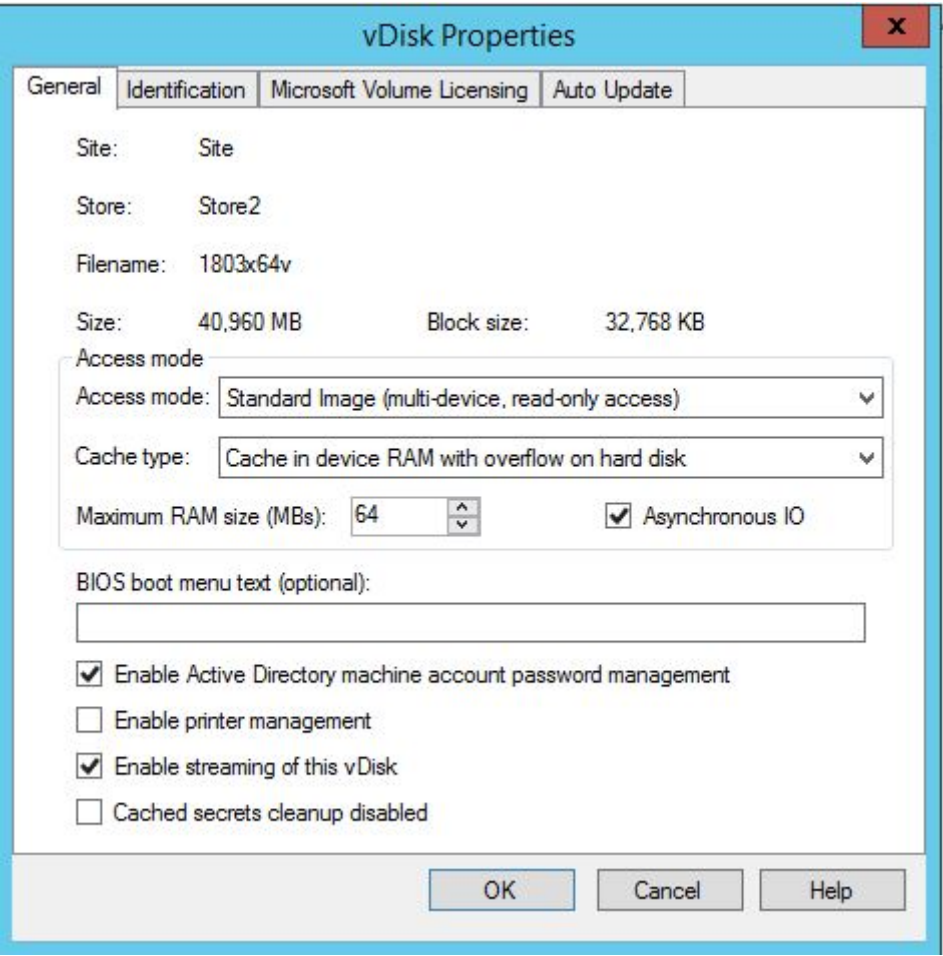 vDisk Properties
x
General Identification Microsoft Volume Licensing Auto Update
Site: Site
Store: Store2
Filename: 1803x64v
Size: 40,960 MB Block size: 32,768 KB
Access mode
Access mode: Standard Image (multi-device, read-only access)
Cache type: Cache in device RAM with overflow on hard disk
Maximum RAM size (MBs): 64 Asynchronous IO
BIOS boot menu text (optional):
Enable Active Directory machine account password management
Enable printer management
Enable streaming of this vDisk
Cached secrets cleanup disabled
OK Cancel Help